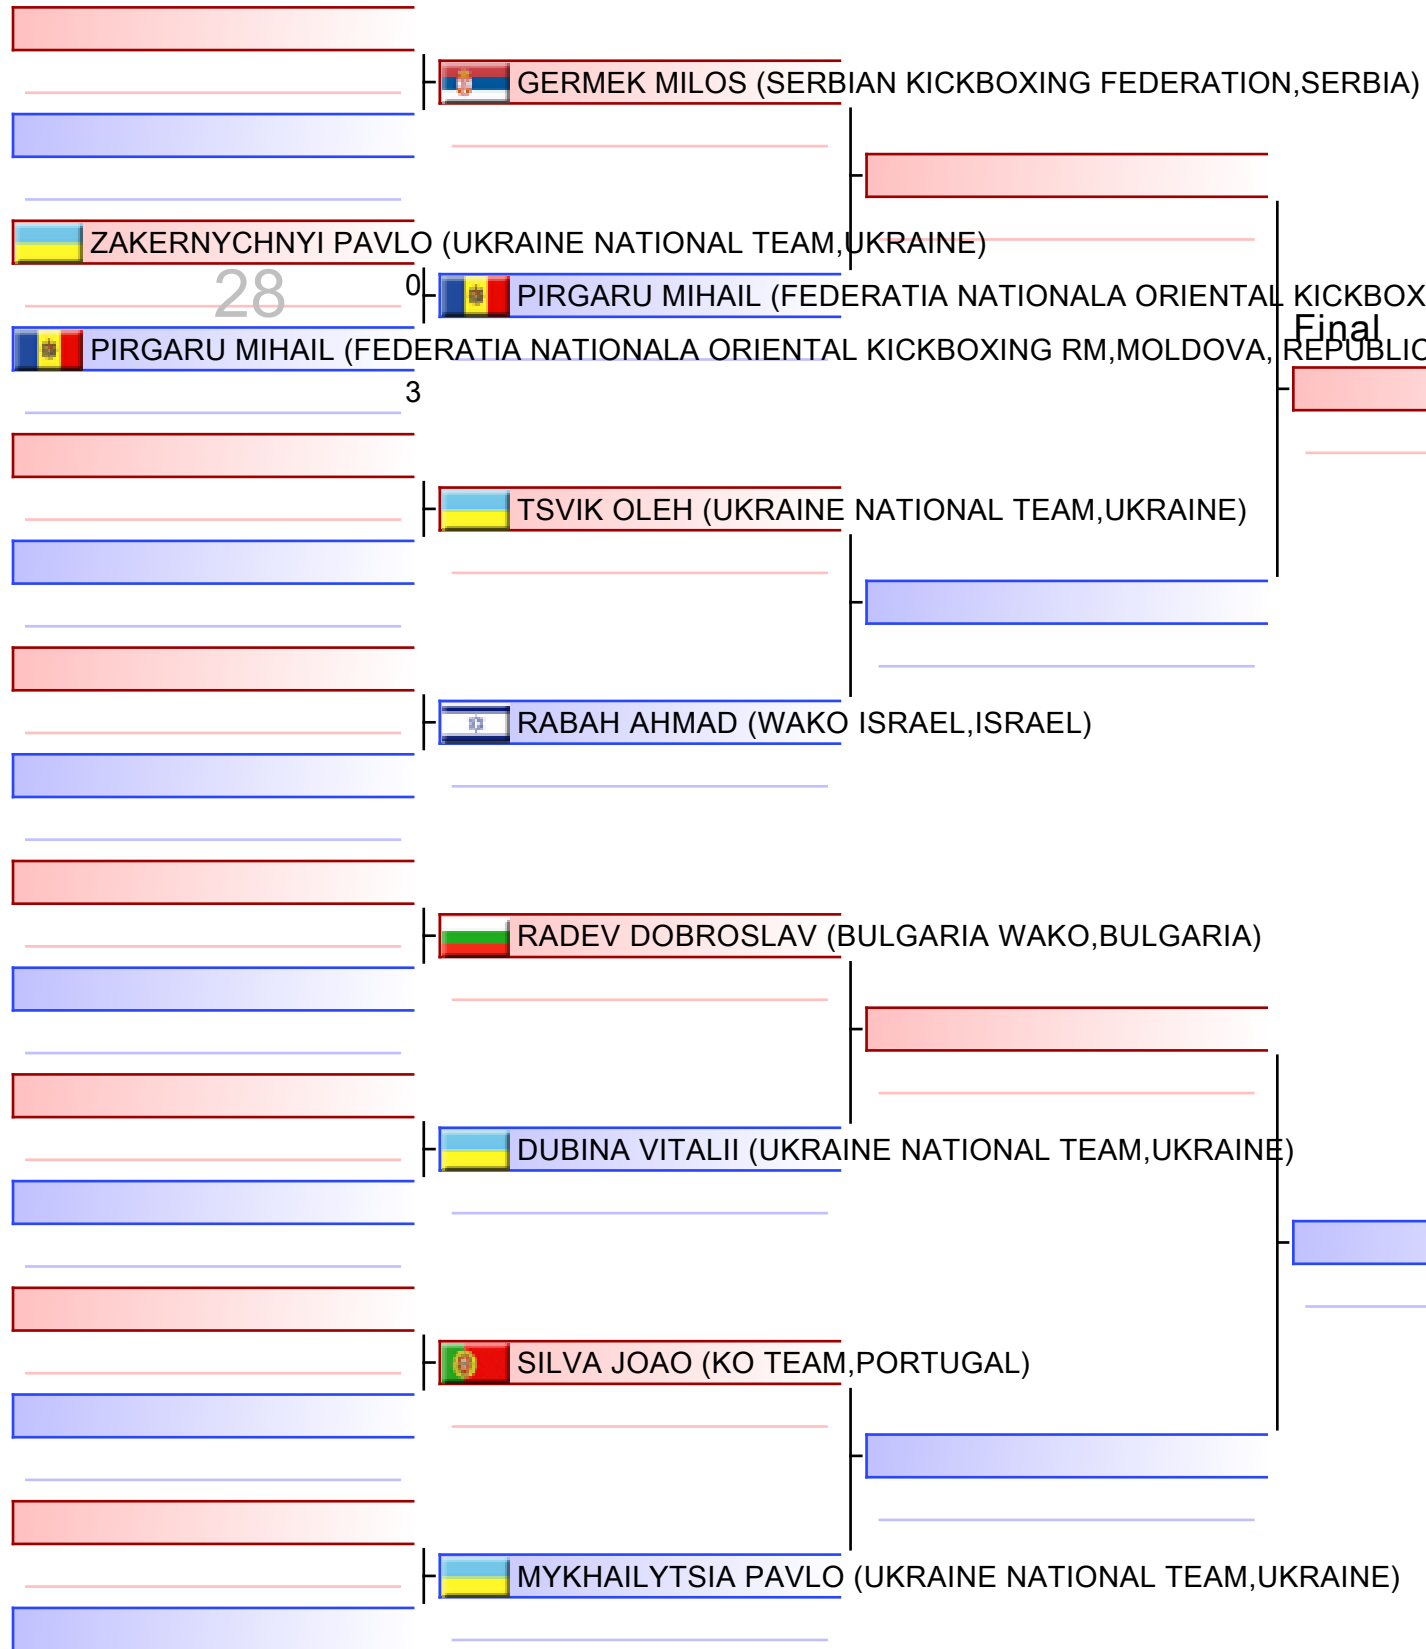 GERMEK MILOS (SERBIAN KICKBOXING FEDERATION,SERBIA)
ZAKERNYCHNYI PAVLO (UKRAINE NATIONAL TEAM,UKRAINE)
28
0
PIRGARU MIHAIL (FEDERATIA NATIONALA ORIENTAL KICKBOX
Final
PIRGARU MIHAIL (FEDERATIA NATIONALA ORIENTAL KICKBOXING RM,MOLDOVA, REPUBLIC
3
TSVIK OLEH (UKRAINE NATIONAL TEAM,UKRAINE)
RABAH AHMAD (WAKO ISRAEL,ISRAEL)
RADEV DOBROSLAV (BULGARIA WAKO,BULGARIA)
DUBINA VITALII (UKRAINE NATIONAL TEAM,UKRAINE)
SILVA JOAO (KO TEAM,PORTUGAL)
MYKHAILYTSIA PAVLO (UKRAINE NATIONAL TEAM,UKRAINE)